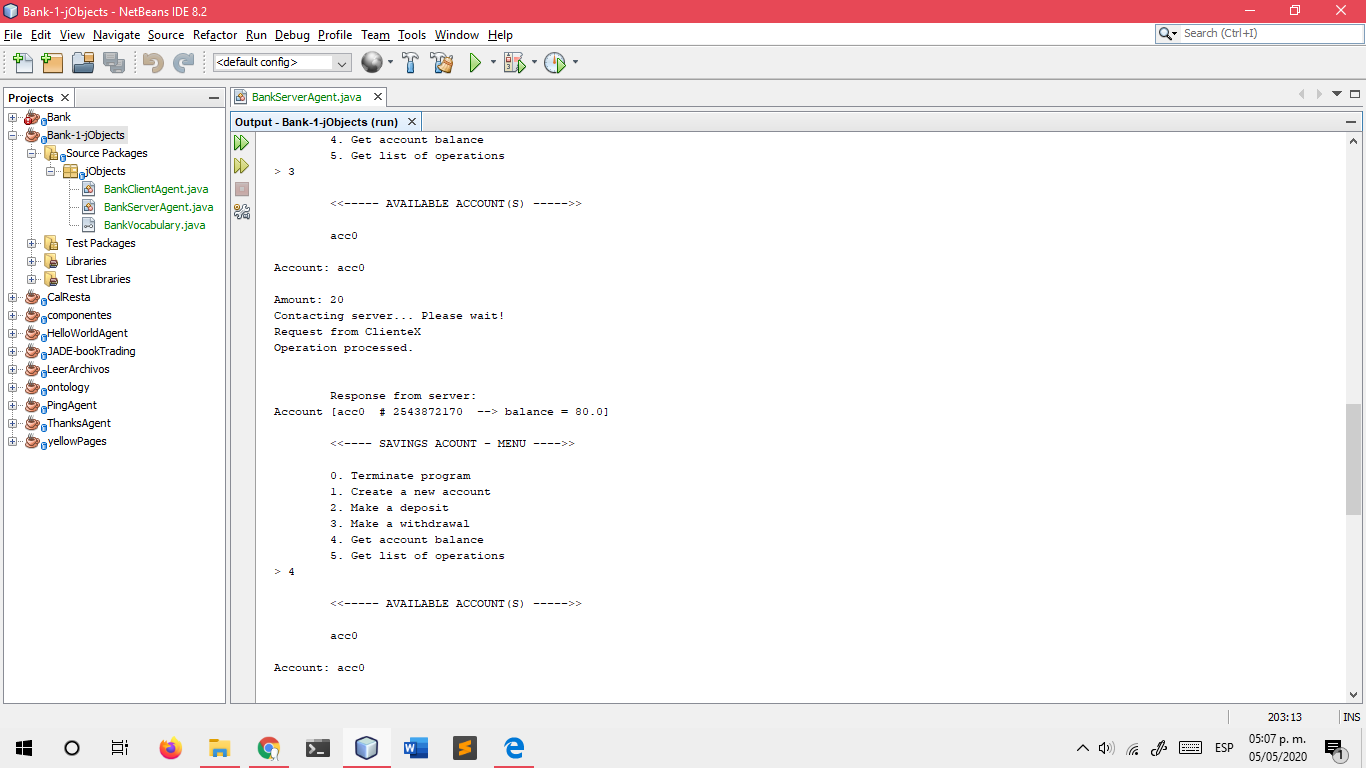 Bank-1-jObjects - NetBeans IDE 8.2
File Edit View Navigate Source Refactor Run Debug Profile Team Tools Window Help
Search (Ctrl+I)
<default config>
Projects
Bank
Bank-1-jObjects
Source Packages
jObjects
BankClientAgent.java
BankServerAgent.java
BankVocabulary.java
Test Packages
Libraries
Test Libraries
CalResta
componentes
HelloWorldAgent
JADE-bookTrading
LeerArchivos
ontology
PingAgent
ThanksAgent
yellowPages
BankServerAgent.java
Output - Bank-1-jObjects (run)
4. Get account balance
5. Get list of operations
> 3
<<----- AVAILABLE ACCOUNT(S) ----->>
acc0
Account: acc0
Amount: 20
Contacting server... Please wait!
Request from ClienteX
Operation processed.
Response from server:
Account [acc0  # 2543872170  --> balance = 80.0]
<<---- SAVINGS ACOUNT - MENU ---->>
0. Terminate program
1. Create a new account
2. Make a deposit
3. Make a withdrawal
4. Get account balance
5. Get list of operations
> 4
<<----- AVAILABLE ACCOUNT(S) ----->>
acc0
Account: acc0
203:13 INS
ESP
05:07 p. m.
05/05/2020
1